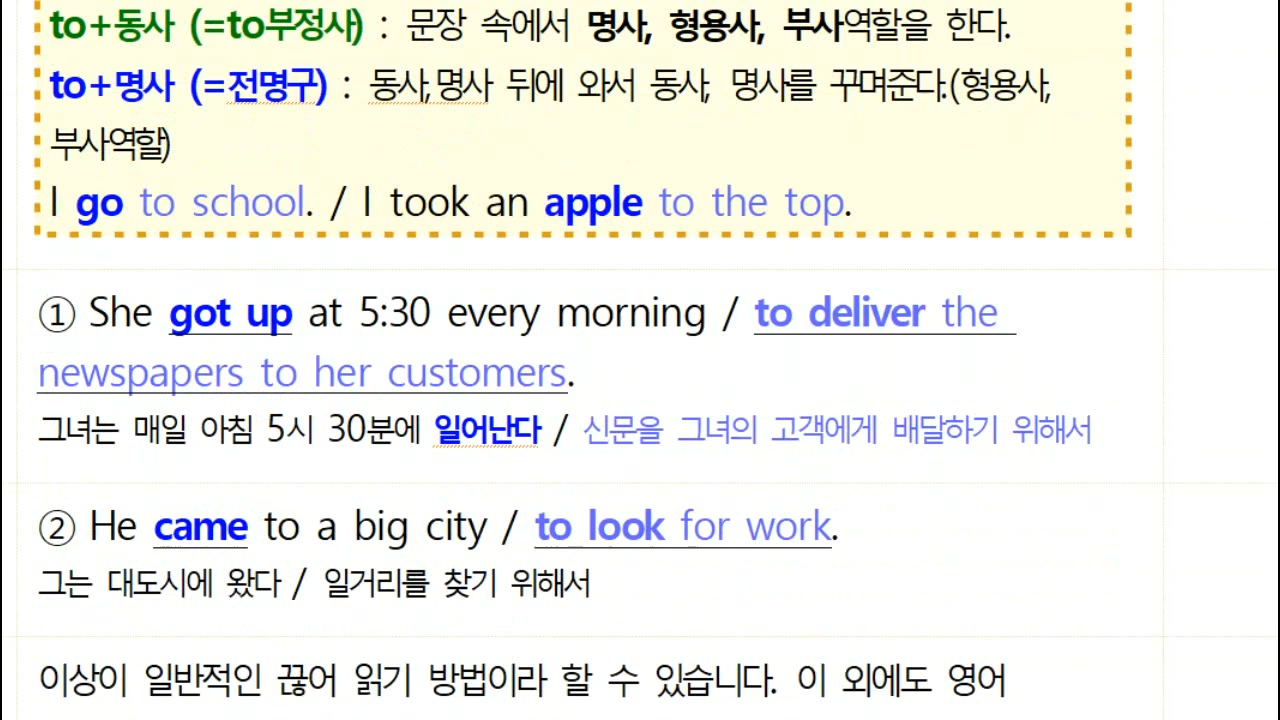 to+동사 (=to부정사) : 문장 속에서 명사, 형용사, 부사역할을 한다.
to+명사 (=전명구) : 동사,명사 뒤에 와서 동사, 명사를 꾸며준다.(형용사,
부사역할)
I go to school. / I took an apple to the top.
① She got up at 5:30 every morning / to deliver the
newspapers to her customers.
그녀는 매일 아침 5시 30분에 일어난다 / 신문을 그녀의 고객에게 배달하기 위해서
② He came to a big city / to look for work.
그는 대도시에 왔다 / 일거리를 찾기 위해서
이상이 일반적인 끊어 읽기 방법이라 할 수 있습니다. 이 외에도 영어